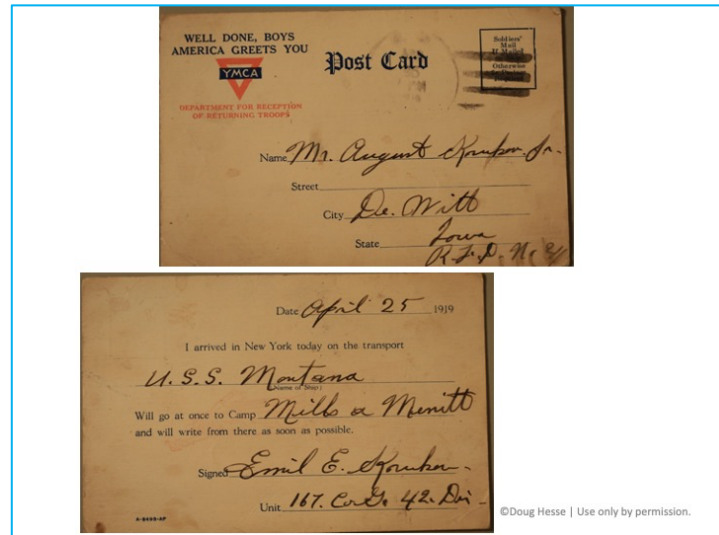 WELL DONE, BOYS
AMERICA GREETS YOU
YMCA
DEPARTMENT FOR RECEPTION
OF RETURNING TROOPS
Post Card
Soldiers'
Mail
If Mailed
Otherwise
Name Mr. August Jr.
Street
City De. Witt
State Iowa
R.F.D. N.
Date April 25 1919
I arrived in New York today on the transport
U.S.S. Montana
(Name of Ship)
Will go at once to Camp Mills or Merritt
and will write from there as soon as possible.
Signed Emil E.
Unit 167. Co. G. 42. Div
©Doug Hesse | Use only by permission.